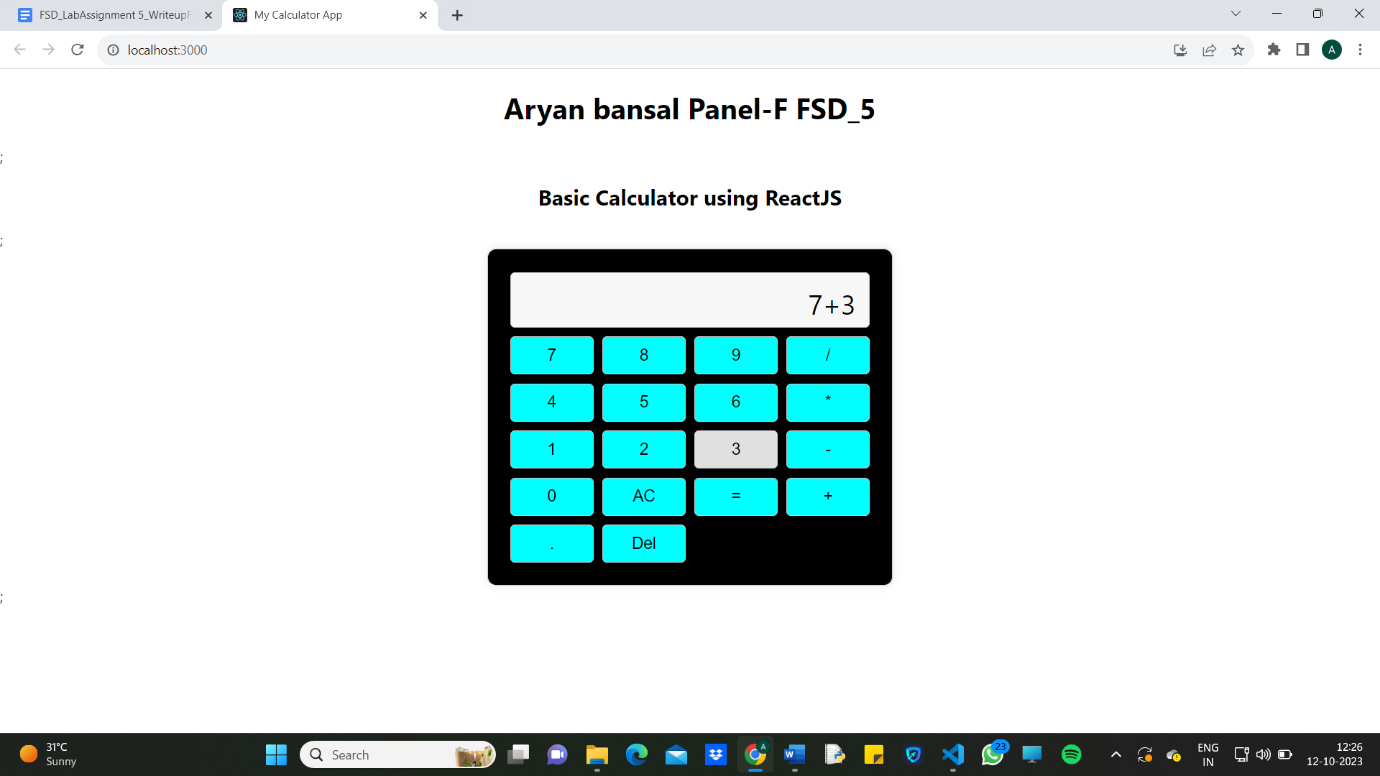 FSD_LabAssignment 5_WriteupF
My Calculator App
localhost:3000
A
Aryan bansal Panel-F FSD_5
;
Basic Calculator using ReactJS
;
7+3
7 8 9 /
4 5 6 *
1 2 3 -
0 AC = +
. Del
;
31°C
Sunny
Search
A
23
ENG
IN
12:26
12-10-2023